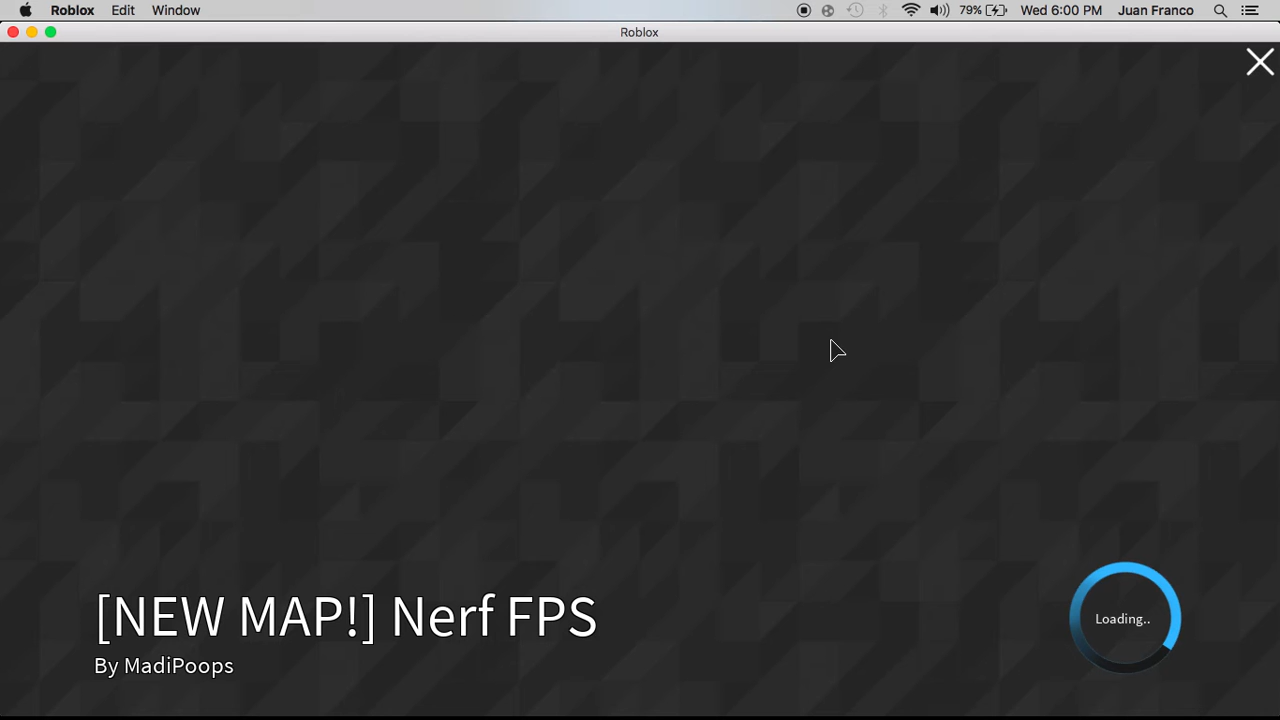 Roblox Edit Window 79% Wed 6:00 PM Juan Franco
Roblox
[NEW MAP!] Nerf FPS
By MadiPoops
Loading..